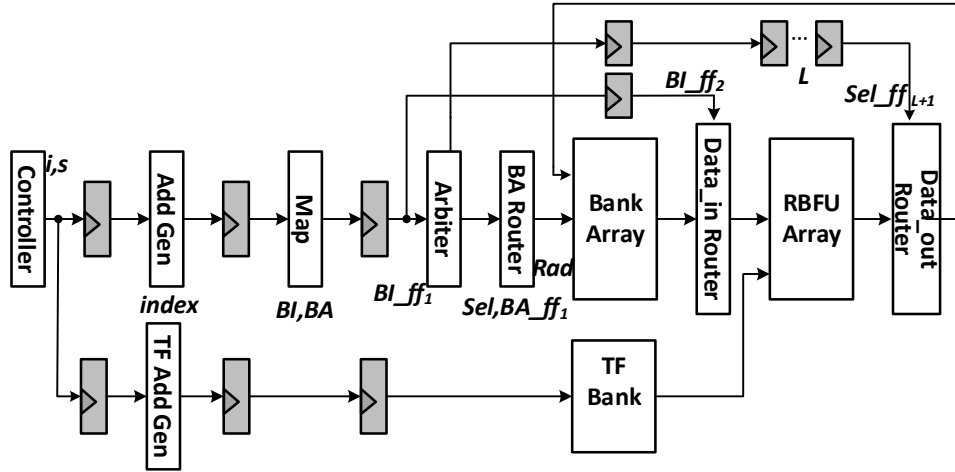 L
BI_ff2
Sel_ff L+1
i,s
Controller
Add Gen
index
Map
BI,BA
BI_ff1
Arbiter
BA Router
Sel,BA_ff1
Rad
Bank
Array
Data_in Router
RBFU
Array
Data_out
Router
TF Add Gen
TF
Bank
...